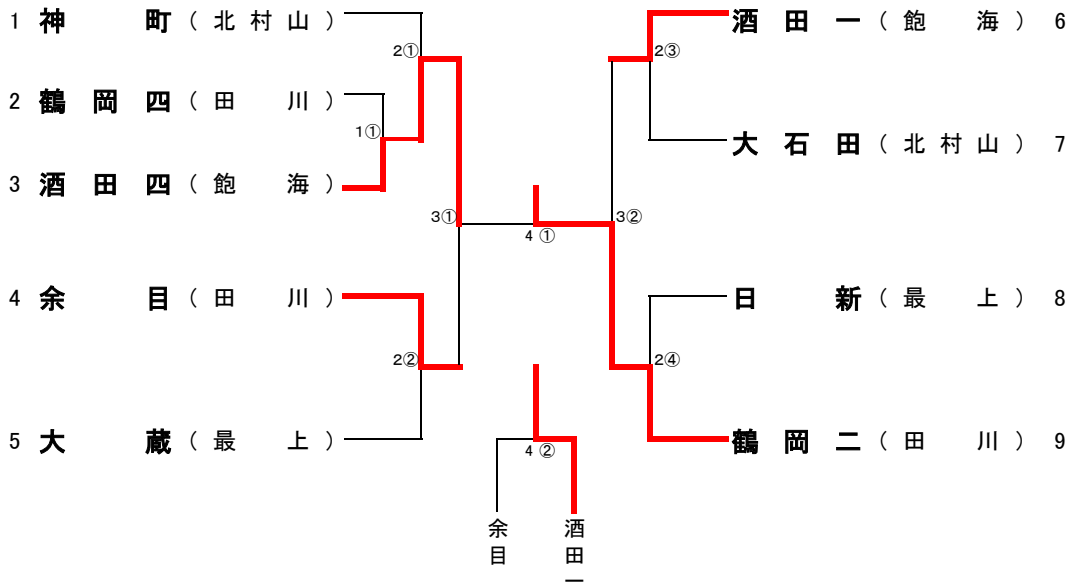 1 神町 (北村山)
2①
2 鶴岡四 (田川)
1①
3 酒田四 (飽海)
3①
4 余目 (田川)
2②
5 大蔵 (最上)
4 ①
4 ②
余目
酒田一
酒田一 (飽海) 6
2③
大石田 (北村山) 7
3②
日新 (最上) 8
2④
鶴岡二 (田川) 9